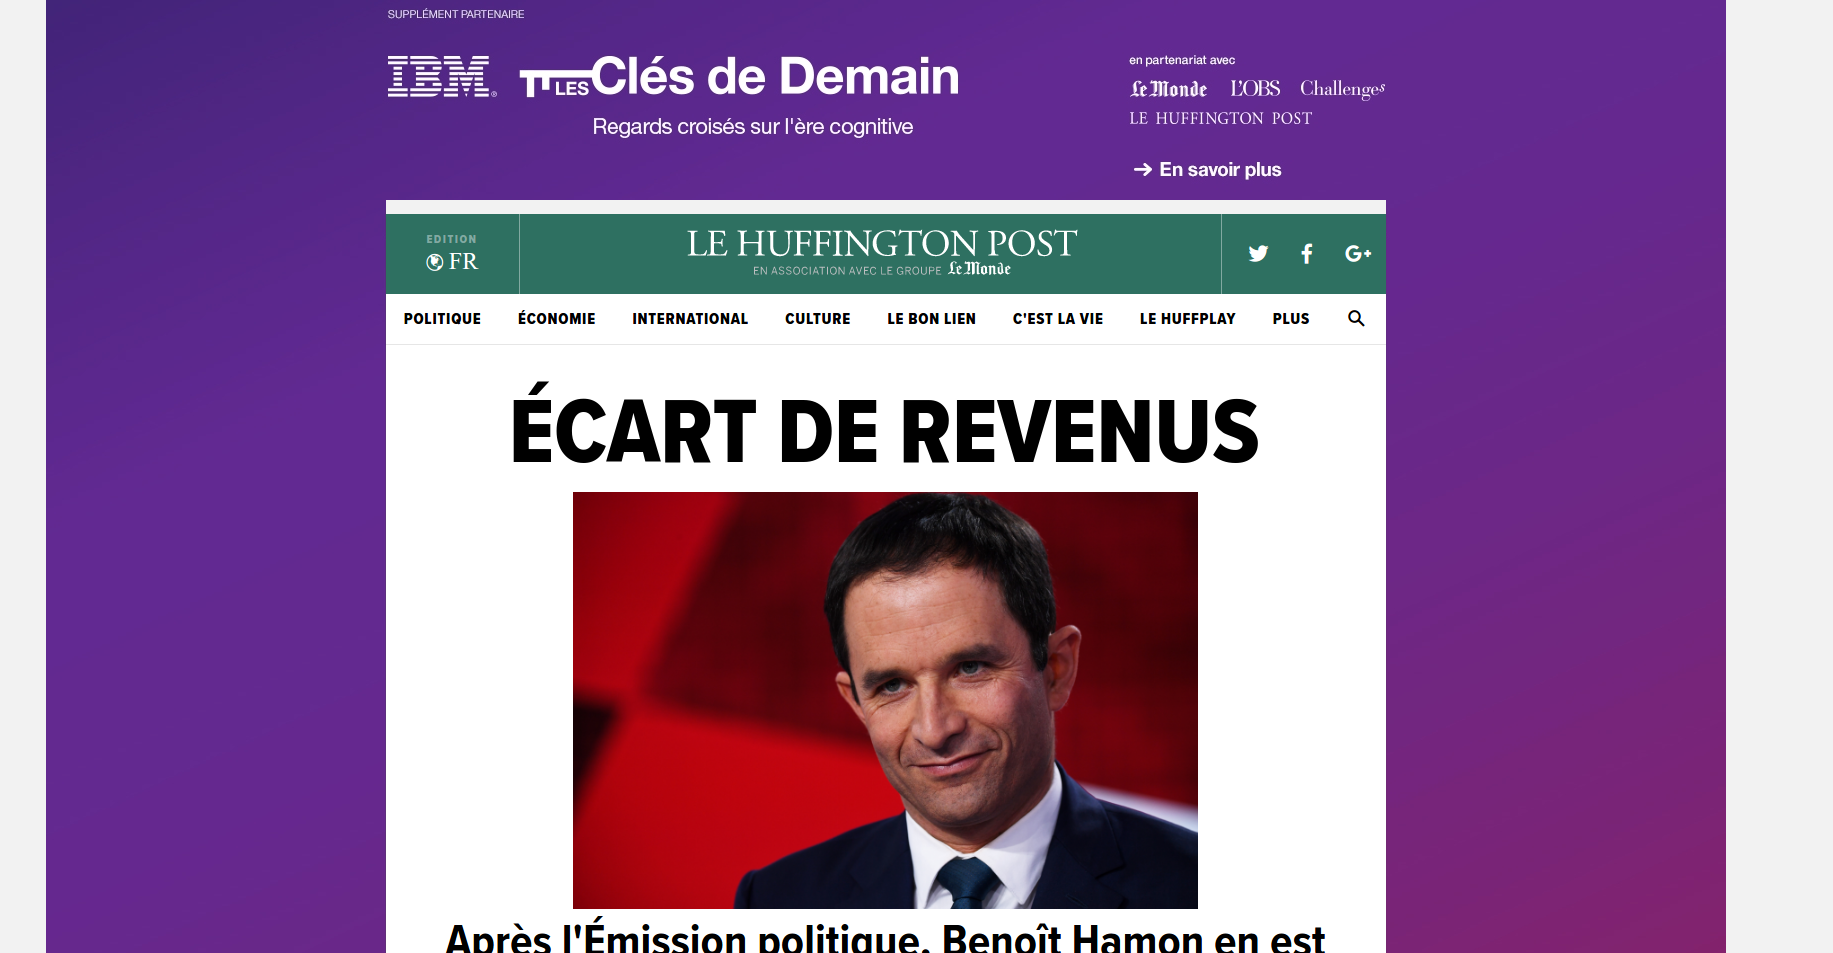 SUPPLÉMENT PARTENAIRE
IBM®
LES Clés de Demain
Regards croisés sur l'ère cognitive
en partenariat avec
Le Monde L'OBS Challenges
LE HUFFINGTON POST
→ En savoir plus
EDITION
FR
LE HUFFINGTON POST
EN ASSOCIATION AVEC LE GROUPE Le Monde
G+
POLITIQUE ÉCONOMIE INTERNATIONAL CULTURE LE BON LIEN C'EST LA VIE LE HUFFPLAY PLUS
ÉCART DE REVENUS
Après l'Émission politique, Benoît Hamon en est